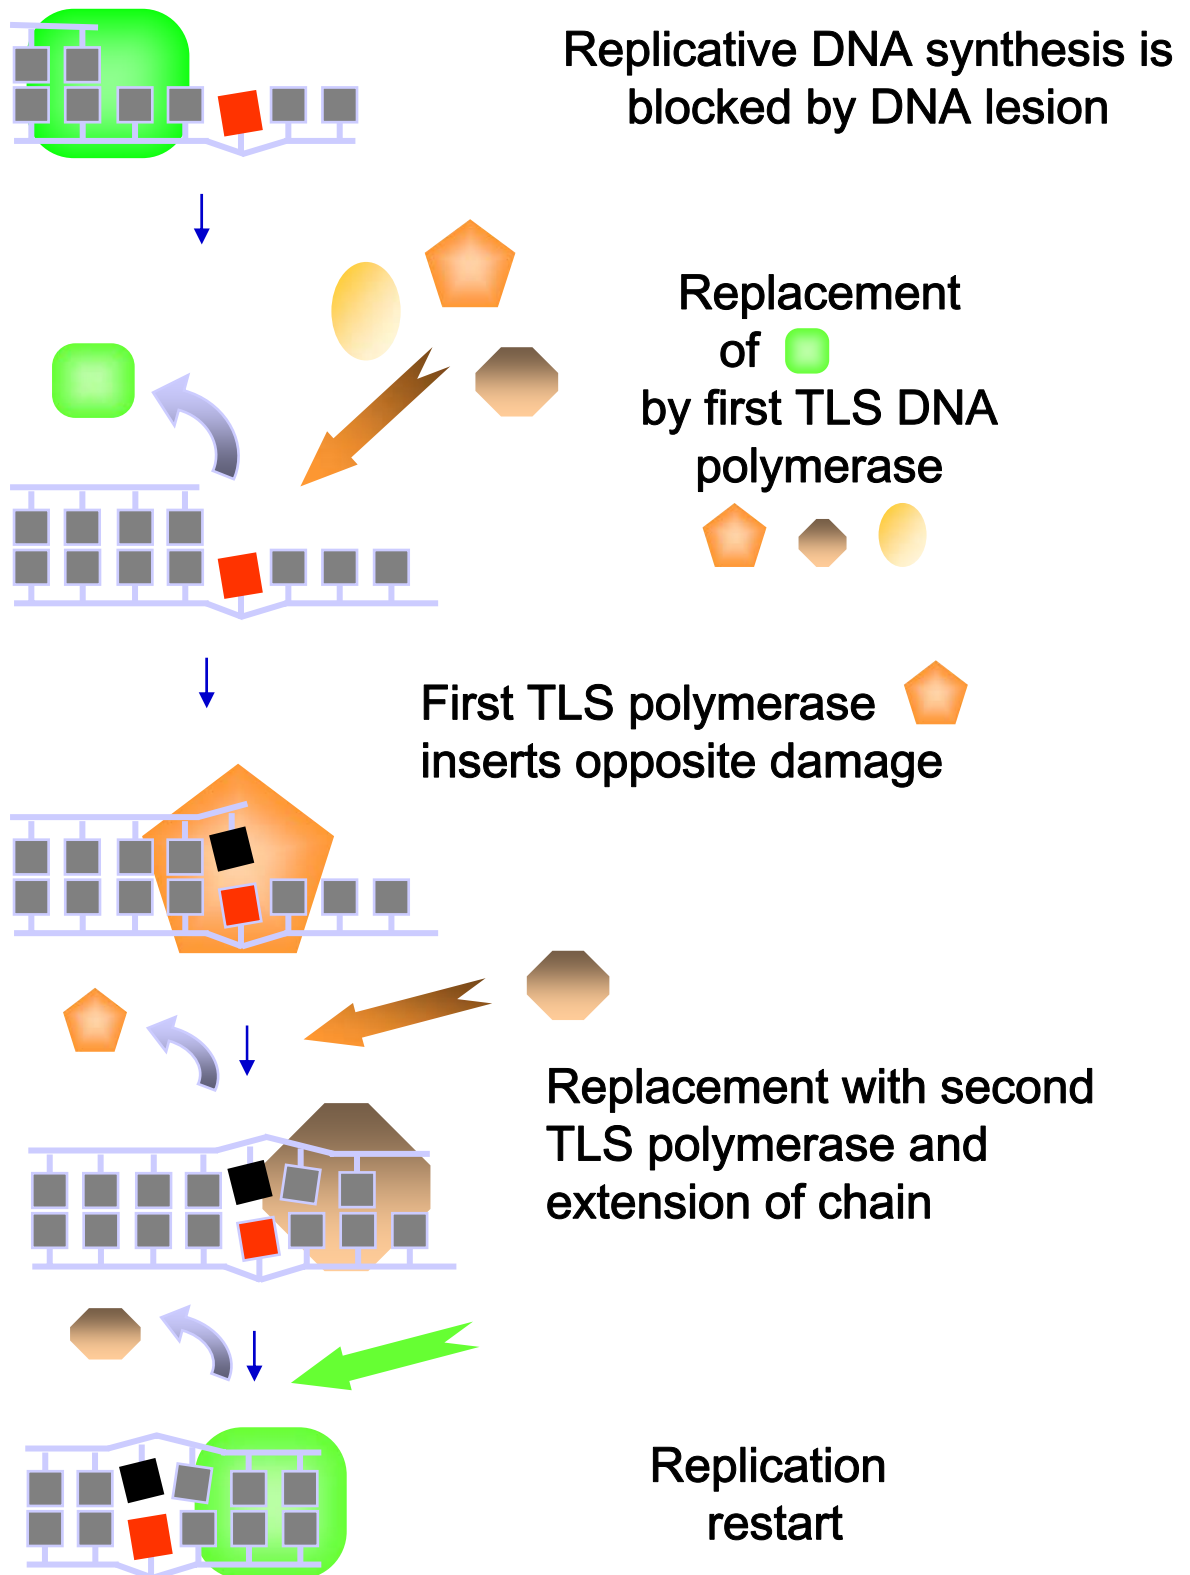 Replicative DNA synthesis is
blocked by DNA lesion
Replacement
of
by first TLS DNA
polymerase
First TLS polymerase
inserts opposite damage
Replacement with second
TLS polymerase and
extension of chain
Replication
restart